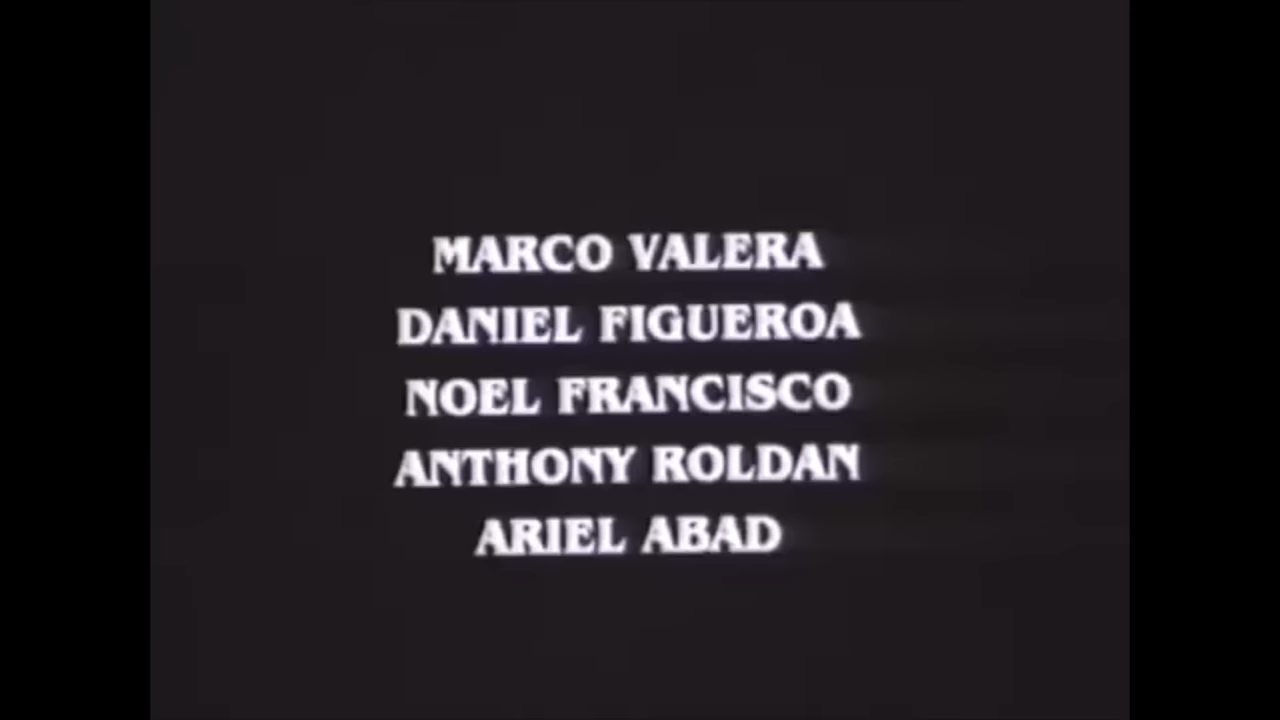 MARCO VALERA
DANIEL FIGUEROA
NOEL FRANCISCO
ANTHONY ROLDAN
ARIEL ABAD